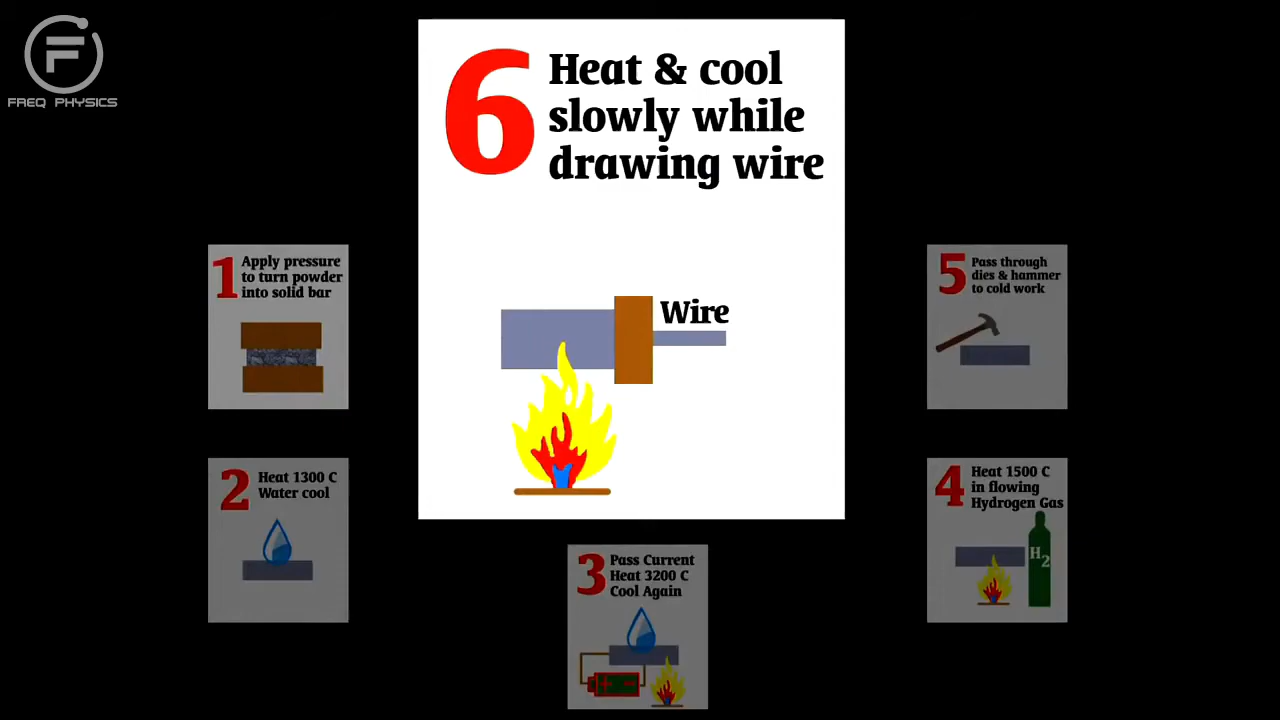 F
FREQ PHYSICS
6
Heat & cool
slowly while
drawing wire
Wire
1
Apply pressure
to turn powder
into solid bar
2
Heat 1300 C
Water cool
3
Pass Current
Heat 3200 C
Cool Again
+ -
4
Heat 1500 C
in flowing
Hydrogen Gas
H2
5
Pass through
dies & hammer
to cold work